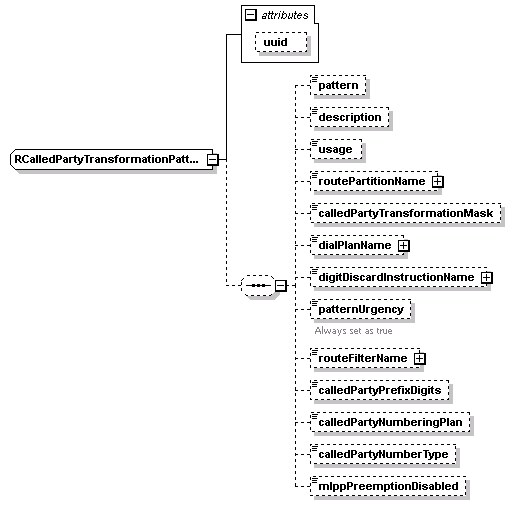 attributes
uuid
pattern
description
usage
RCalledPartyTransformationPatt...
routePartitionName
calledPartyTransformationMask
dialPlanName
digitDiscardInstructionName
patternUrgency
Always set as true
routeFilterName
calledPartyPrefixDigits
calledPartyNumberingPlan
calledPartyNumberType
mlppPreemptionDisabled